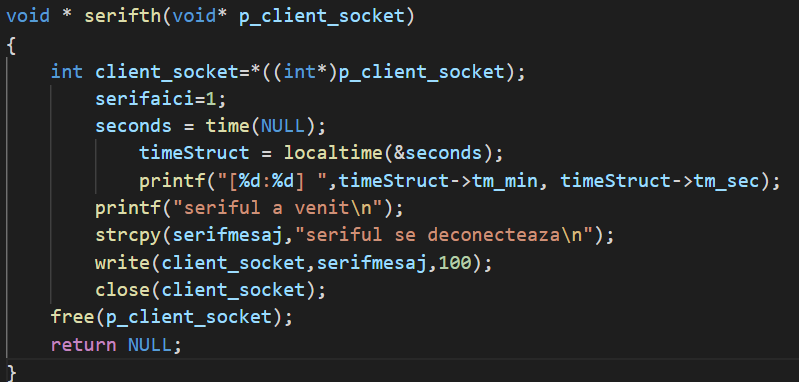 void * serifth(void* p_client_socket)
{
    int client_socket=*((int*)p_client_socket);
        serifaici=1;
        seconds = time(NULL);
            timeStruct = localtime(&seconds);
            printf("[%d:%d] ",timeStruct->tm_min, timeStruct->tm_sec);
        printf("seriful a venit\n");
        strcpy(serifmesaj,"seriful se deconecteaza\n");
        write(client_socket,serifmesaj,100);
        close(client_socket);
    free(p_client_socket);
    return NULL;
}